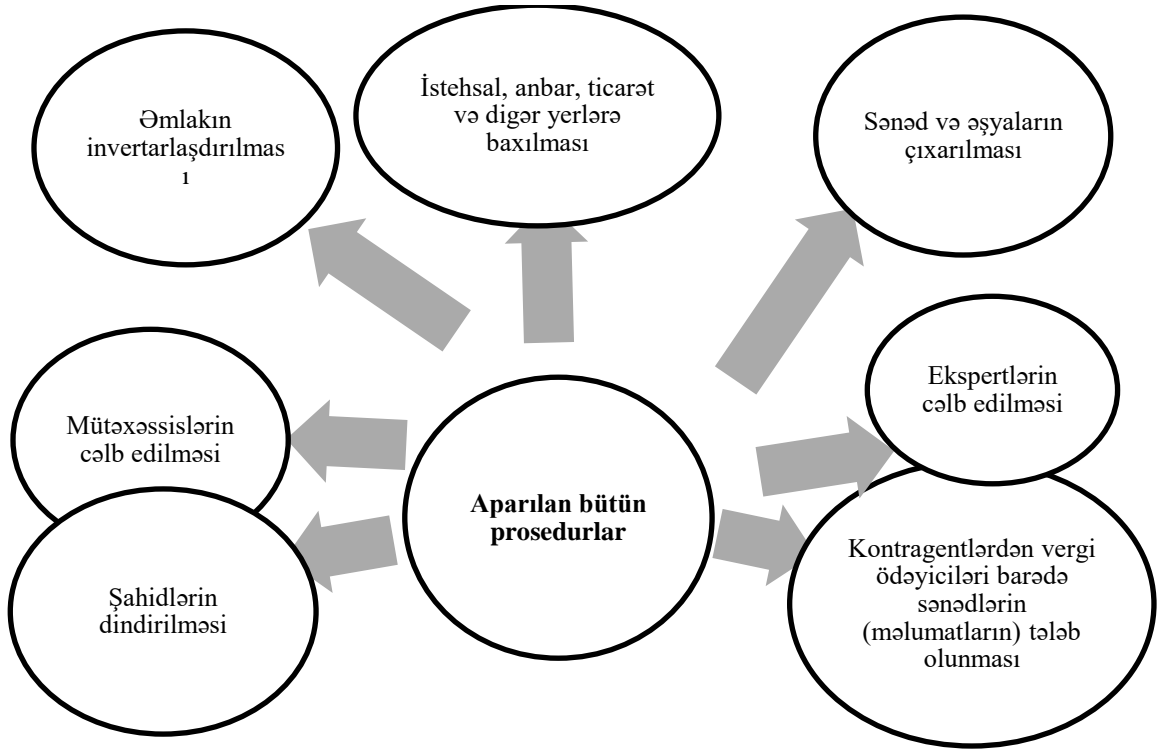 Əmlakın
invertarlaşdırılmas
ı
İstehsal, anbar, ticarət
və digər yerlərə
baxılması
Sənəd və əşyaların
çıxarılması
Mütəxəssislərin
cəlb edilməsi
Ekspertlərin
cəlb edilməsi
Aparılan bütün
prosedurlar
Şahidlərin
dindirilməsi
Kontragentlərdən vergi
ödəyiciləri barədə
sənədlərin
(məlumatların) tələb
olunması